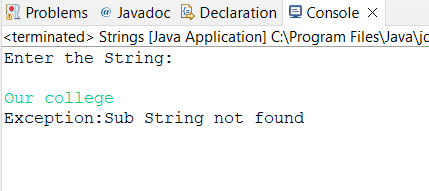 Problems @ Javadoc Declaration Console
<terminated> Strings [Java Application] C:\Program Files\Java\jd
Enter the String:
Our college
Exception:Sub String not found